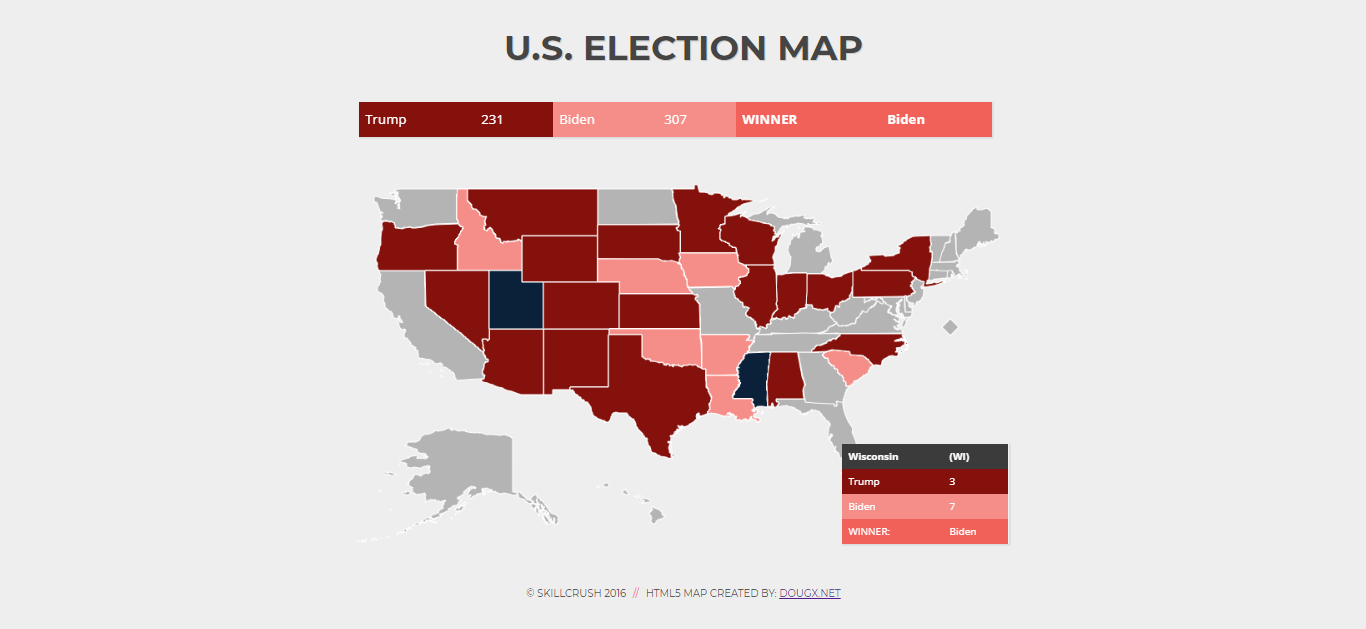 U.S. ELECTION MAP
Trump 231 Biden 307 WINNER Biden
Wisconsin (WI)
Trump 3
Biden 7
WINNER: Biden
© SKILLCRUSH 2016 // HTML5 MAP CREATED BY: DOUGX.NET